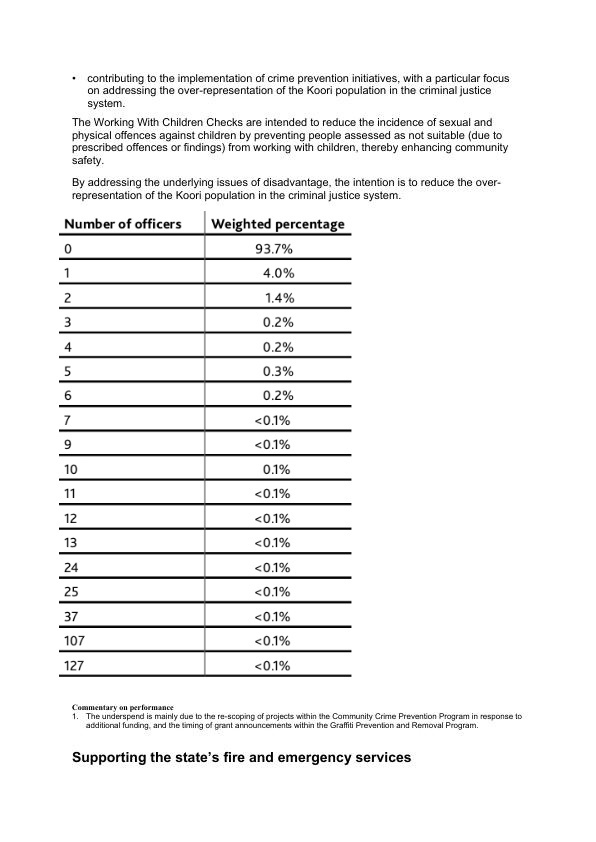 • contributing to the implementation of crime prevention initiatives, with a particular focus
on addressing the over-representation of the Koori population in the criminal justice
system.
The Working With Children Checks are intended to reduce the incidence of sexual and
physical offences against children by preventing people assessed as not suitable (due to
prescribed offences or findings) from working with children, thereby enhancing community
safety.
By addressing the underlying issues of disadvantage, the intention is to reduce the over-
representation of the Koori population in the criminal justice system.
Number of officers Weighted percentage
0 93.7%
1 4.0%
2 1.4%
3 0.2%
4 0.2%
5 0.3%
6 0.2%
7 <0.1%
9 <0.1%
10 0.1%
11 <0.1%
12 <0.1%
13 <0.1%
24 <0.1%
25 <0.1%
37 <0.1%
107 <0.1%
127 <0.1%
Commentary on performance
1. The underspend is mainly due to the re-scoping of projects within the Community Crime Prevention Program in response to
additional funding, and the timing of grant announcements within the Graffiti Prevention and Removal Program.
Supporting the state's fire and emergency services